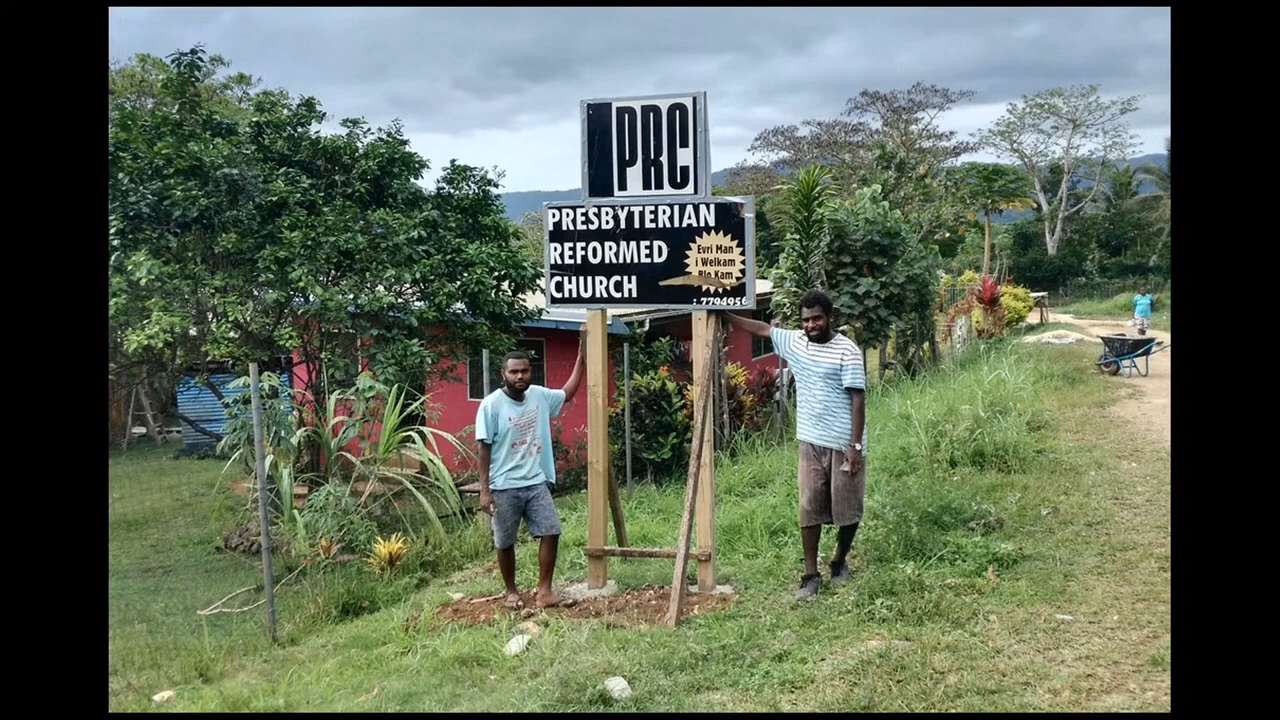 PRC
PRESBYTERIAN
REFORMED
CHURCH
Evri Man
i Welkam
Blo Kam
: 7794956